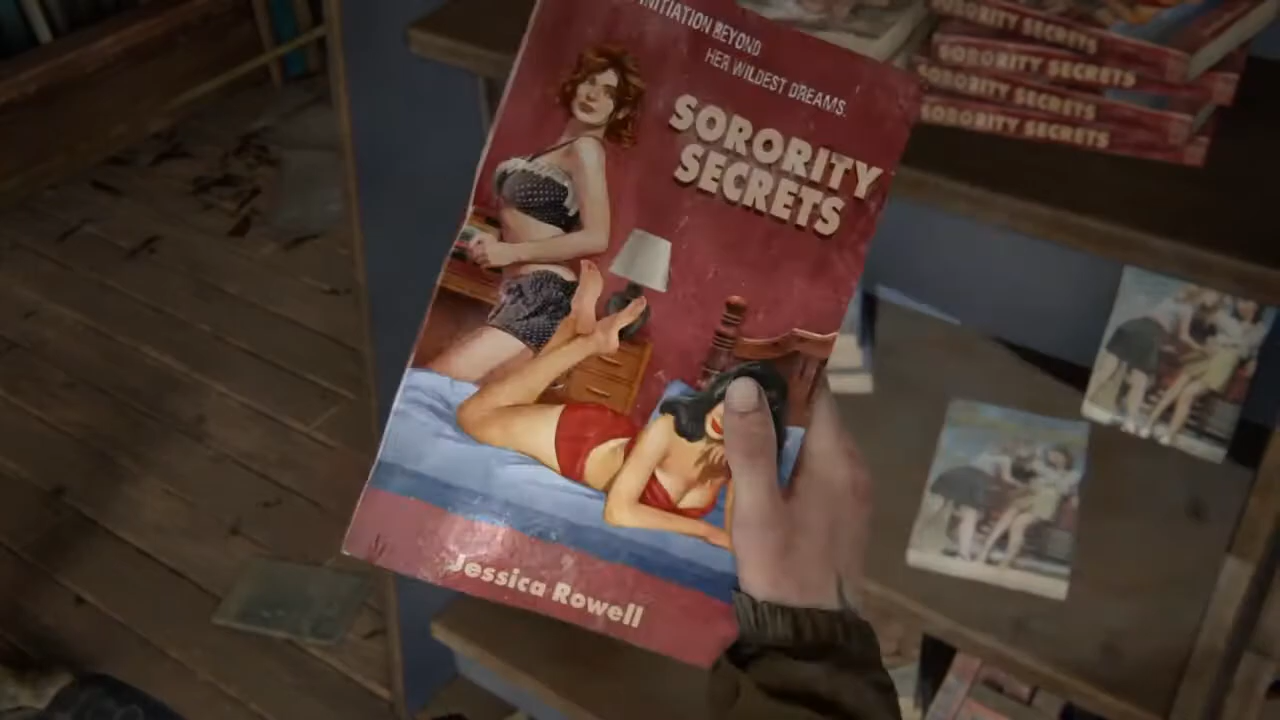 INITIATION BEYOND
HER WILDEST DREAMS.
SORORITY
SECRETS
Jessica Rowell
SORORITY SECRETS
SORORITY SECRETS
SORORITY SECRETS
SORORITY SECRETS